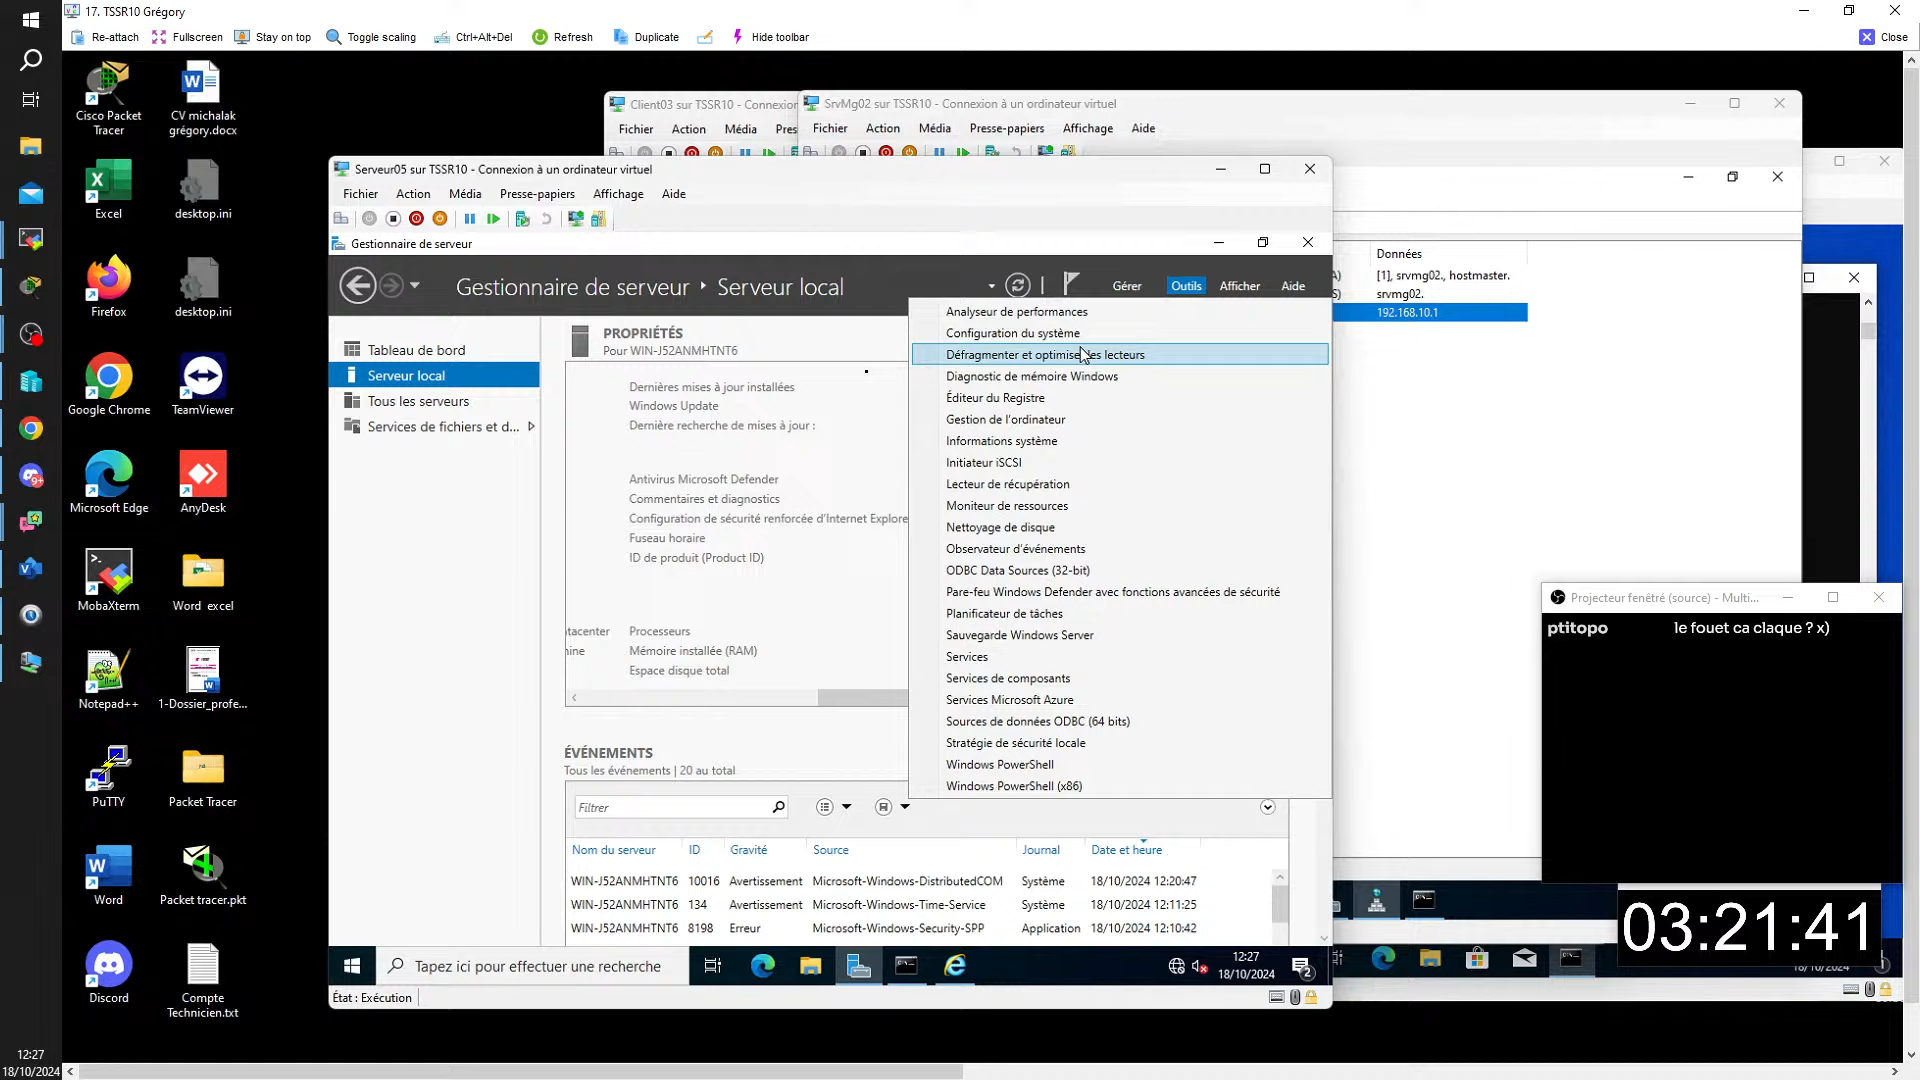 17. TSSR10 Grégory
Re-attach Fullscreen Stay on top Toggle scaling Ctrl+Alt+Del Refresh Duplicate Hide toolbar Close
Cisco Packet Tracer
CV michalak grégory.docx
Excel
desktop.ini
Firefox
desktop.ini
Google Chrome
TeamViewer
Microsoft Edge
AnyDesk
MobaXterm
Word excel
Notepad++
1-Dossier_profe...
PuTTY
Packet Tracer
Word
Packet tracer.pkt
Discord
Compte Technicien.txt
9+
12:27
18/10/2024
Client03 sur TSSR10 - Connexion
Fichier Action Média Pres
SrvMg02 sur TSSR10 - Connexion à un ordinateur virtuel
Fichier Action Média Presse-papiers Affichage Aide
Serveur05 sur TSSR10 - Connexion à un ordinateur virtuel
Fichier Action Média Presse-papiers Affichage Aide
Gestionnaire de serveur
Gestionnaire de serveur ‣ Serveur local
Gérer Outils Afficher Aide
Tableau de bord
Serveur local
Tous les serveurs
Services de fichiers et d...
PROPRIÉTÉS
Pour WIN-J52ANMHTNT6
Dernières mises à jour installées
Windows Update
Dernière recherche de mises à jour :
Antivirus Microsoft Defender
Commentaires et diagnostics
Configuration de sécurité renforcée d'Internet Explore
Fuseau horaire
ID de produit (Product ID)
tacenter Processeurs
ine Mémoire installée (RAM)
Espace disque total
Analyseur de performances
Configuration du système
Défragmenter et optimise les lecteurs
Diagnostic de mémoire Windows
Éditeur du Registre
Gestion de l'ordinateur
Informations système
Initiateur iSCSI
Lecteur de récupération
Moniteur de ressources
Nettoyage de disque
Observateur d'événements
ODBC Data Sources (32-bit)
Pare-feu Windows Defender avec fonctions avancées de sécurité
Planificateur de tâches
Sauvegarde Windows Server
Services
Services de composants
Services Microsoft Azure
Sources de données ODBC (64 bits)
Stratégie de sécurité locale
Windows PowerShell
Windows PowerShell (x86)
ÉVÉNEMENTS
Tous les événements | 20 au total
Filtrer
Nom du serveur ID Gravité Source Journal Date et heure
WIN-J52ANMHTNT6 10016 Avertissement Microsoft-Windows-DistributedCOM Système 18/10/2024 12:20:47
WIN-J52ANMHTNT6 134 Avertissement Microsoft-Windows-Time-Service Système 18/10/2024 12:11:25
WIN-J52ANMHTNT6 8198 Erreur Microsoft-Windows-Security-SPP Application 18/10/2024 12:10:42
Tapez ici pour effectuer une recherche
12:27
18/10/2024
2
État : Exécution
Données
[1], srvmg02., hostmaster.
srvmg02.
192.168.10.1
Projecteur fenêtré (source) - Multi...
ptitopo le fouet ca claque ? x)
03:21:41
18/10/2024